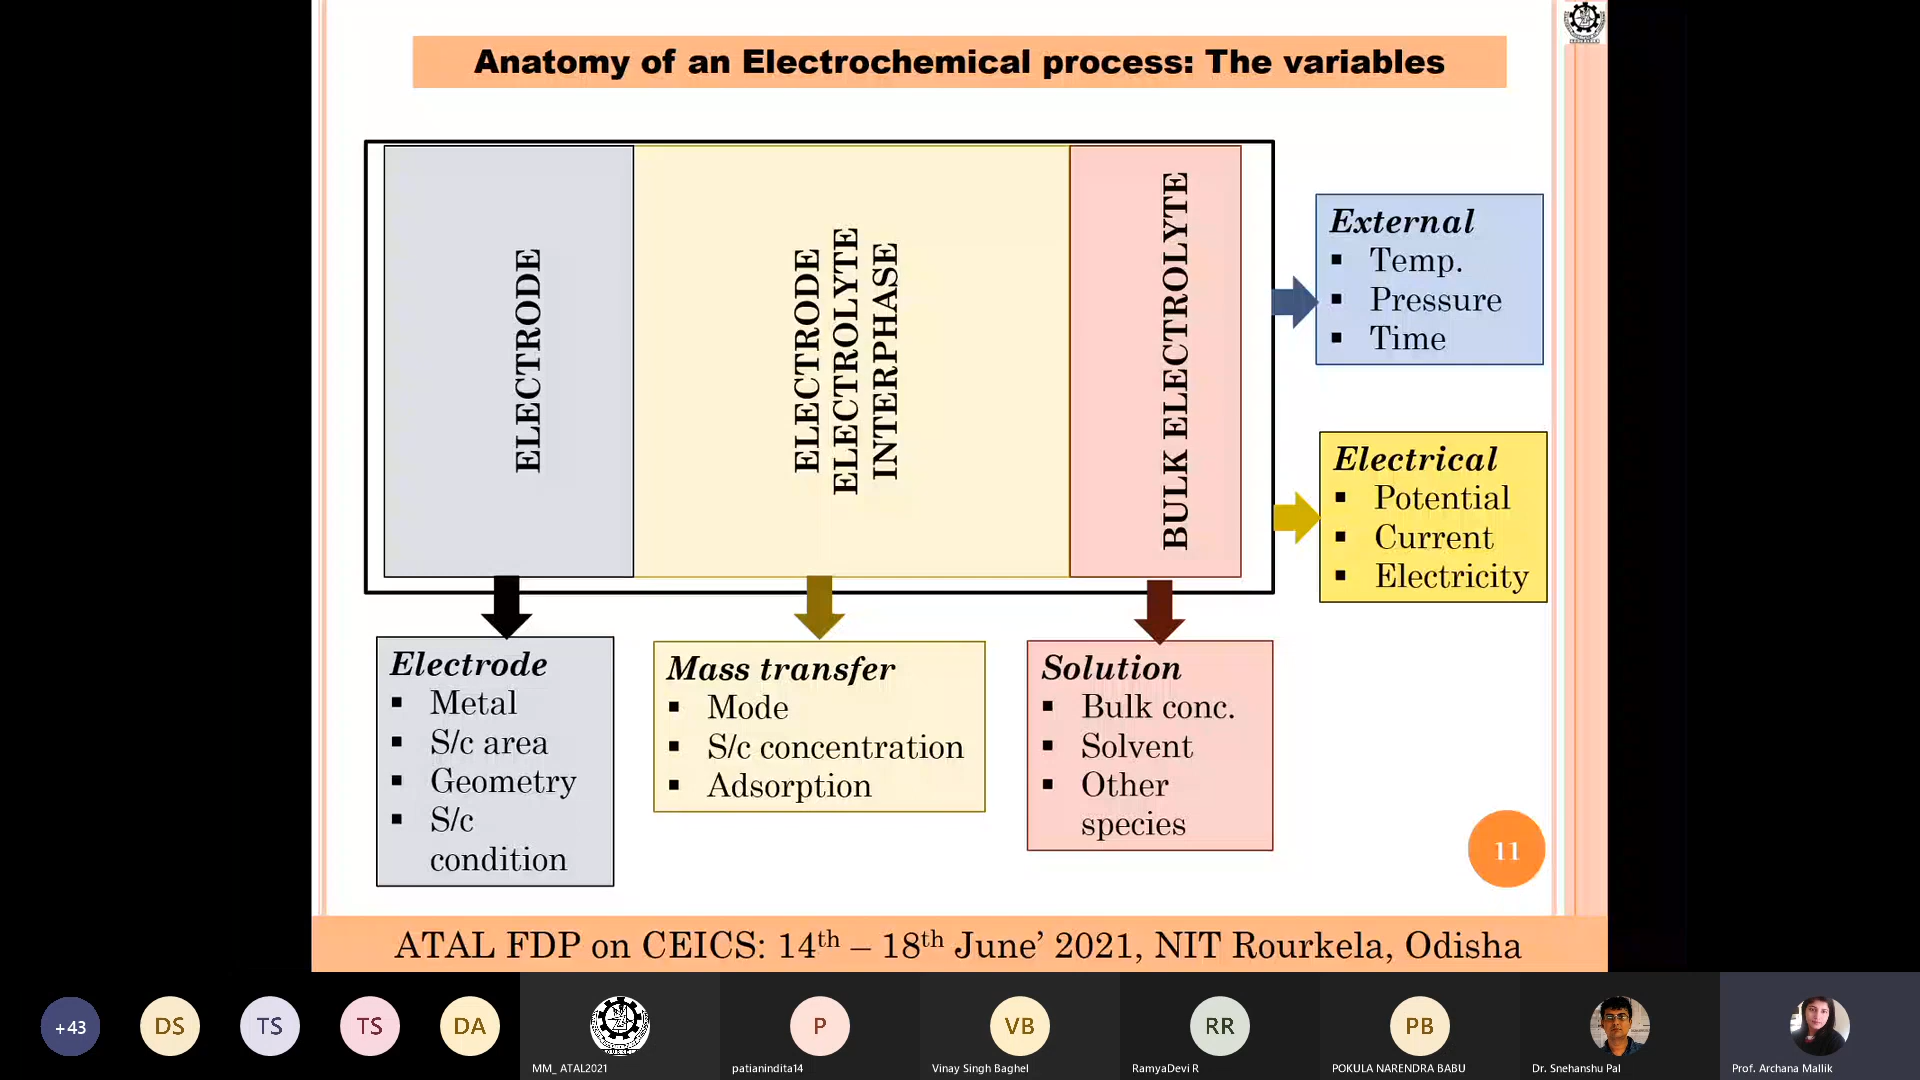 Anatomy of an Electrochemical process: The variables
ELECTRODE
ELECTRODE
ELECTROLYTE
INTERPHASE
BULK ELECTROLYTE
External
▪ Temp.
▪ Pressure
▪ Time
Electrical
▪ Potential
▪ Current
▪ Electricity
Electrode
▪ Metal
▪ S/c area
▪ Geometry
▪ S/c
condition
Mass transfer
▪ Mode
▪ S/c concentration
▪ Adsorption
Solution
▪ Bulk conc.
▪ Solvent
▪ Other
species
11
ATAL FDP on CEICS: 14th – 18th June’ 2021, NIT Rourkela, Odisha
+43
DS
TS
TS
DA
MM_ ATAL2021
P
patianindita14
VB
Vinay Singh Baghel
RR
RamyaDevi R
PB
POKULA NARENDRA BABU
Dr. Snehanshu Pal
Prof. Archana Mallik